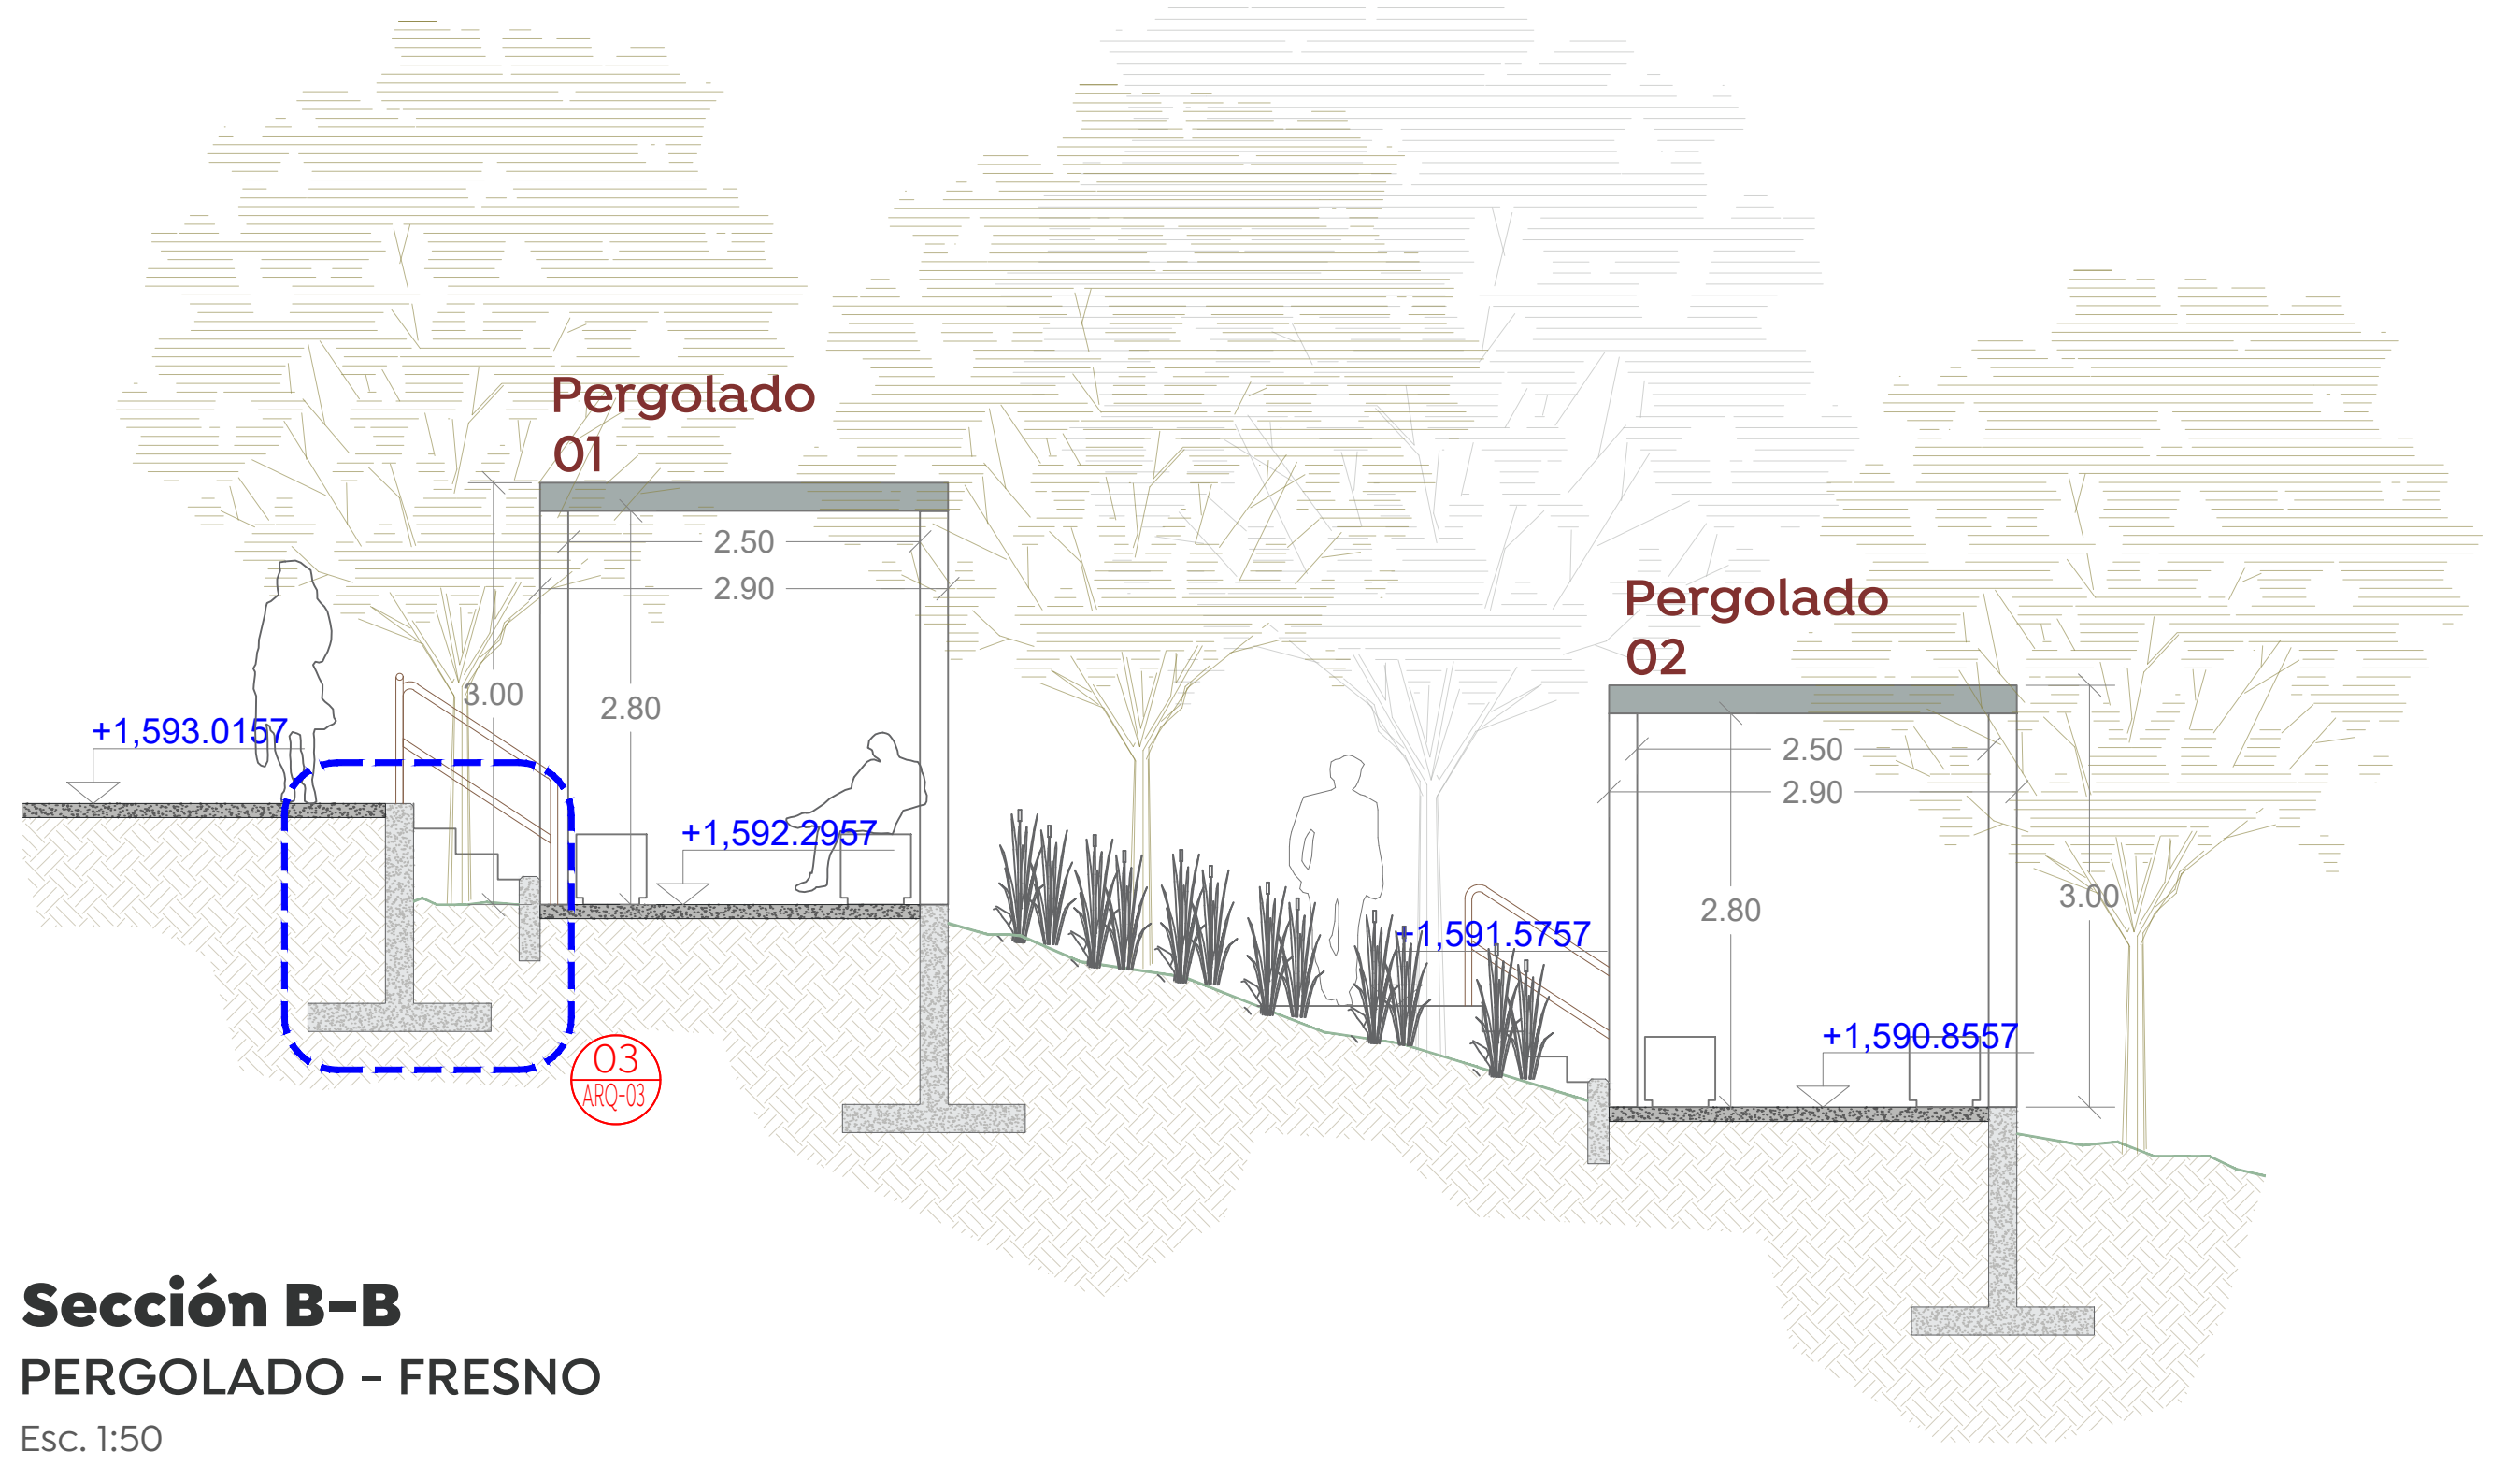 Pergolado
01
2.50
2.90
3.00
2.80
+1,593.0157
+1,592.2957
Pergolado
02
2.50
2.90
2.80
3.00
+1,591.5757
+1,590.8557
03
ARQ-03
Sección B-B
PERGOLADO - FRESNO
Esc. 1:50